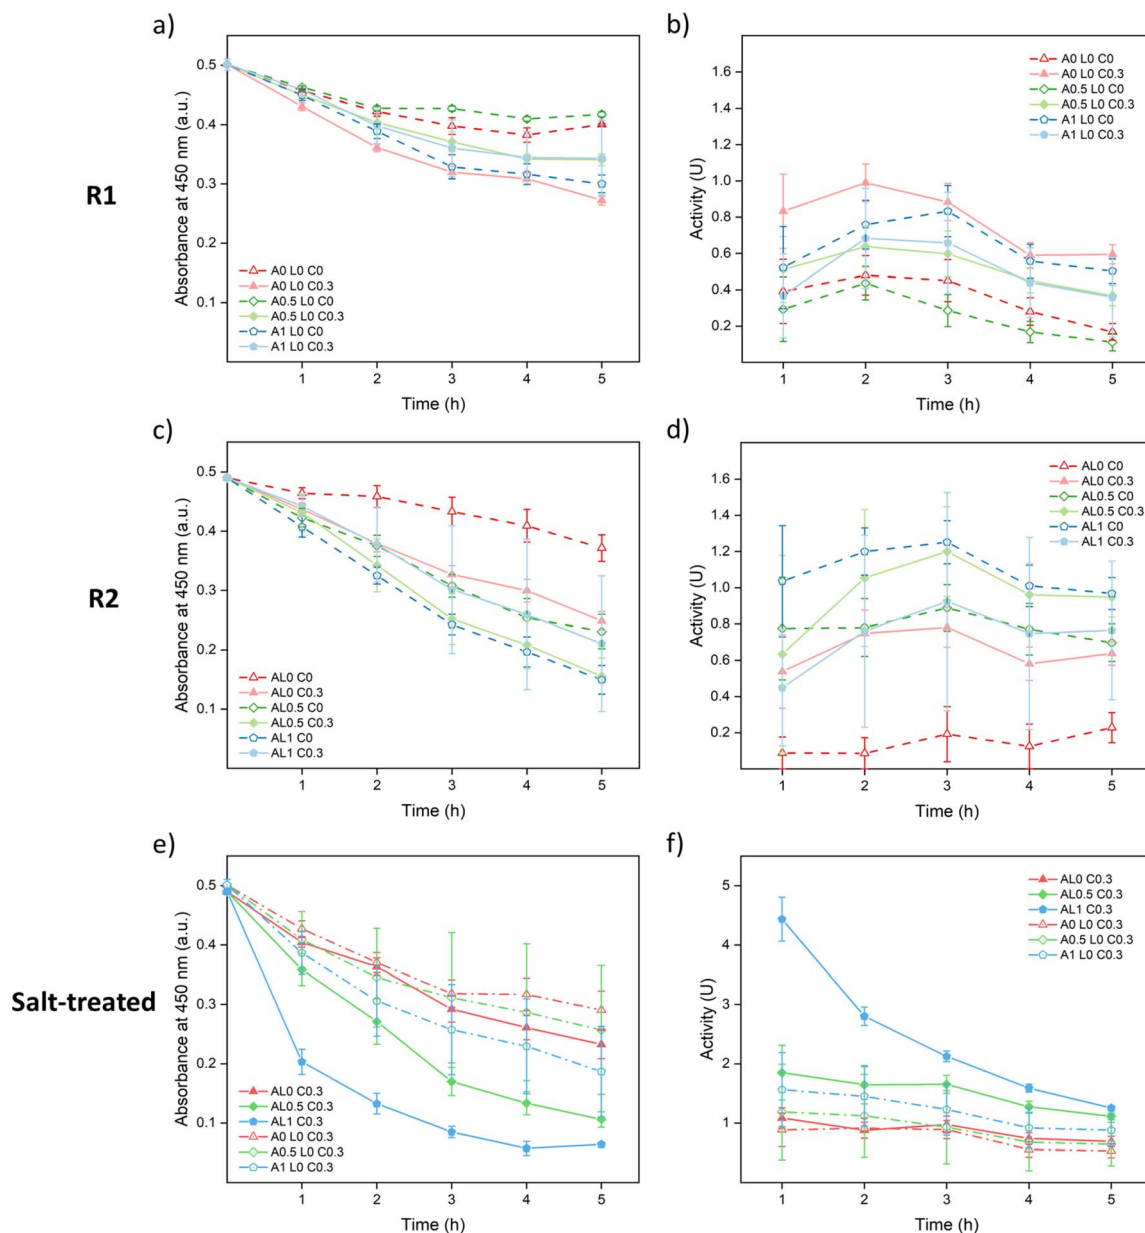 a)
b)
R1
Absorbance at 450 nm (a.u.)
0.5
0.4
0.3
0.2
0.1
A0 L0 C0
A0 L0 C0.3
A0.5 L0 C0
A0.5 L0 C0.3
A1 L0 C0
A1 L0 C0.3
1 2 3 4 5
Time (h)
Activity (U)
1.6
1.4
1.2
1.0
0.8
0.6
0.4
0.2
A0 L0 C0
A0 L0 C0.3
A0.5 L0 C0
A0.5 L0 C0.3
A1 L0 C0
A1 L0 C0.3
1 2 3 4 5
Time (h)
c)
d)
R2
Absorbance at 450 nm (a.u.)
0.5
0.4
0.3
0.2
0.1
AL0 C0
AL0 C0.3
AL0.5 C0
AL0.5 C0.3
AL1 C0
AL1 C0.3
1 2 3 4 5
Time (h)
Activity (U)
1.6
1.4
1.2
1.0
0.8
0.6
0.4
0.2
AL0 C0
AL0 C0.3
AL0.5 C0
AL0.5 C0.3
AL1 C0
AL1 C0.3
1 2 3 4 5
Time (h)
e)
f)
Salt-treated
Absorbance at 450 nm (a.u.)
0.5
0.4
0.3
0.2
0.1
AL0 C0.3
AL0.5 C0.3
AL1 C0.3
A0 L0 C0.3
A0.5 L0 C0.3
A1 L0 C0.3
1 2 3 4 5
Time (h)
Activity (U)
5
4
3
2
1
AL0 C0.3
AL0.5 C0.3
AL1 C0.3
A0 L0 C0.3
A0.5 L0 C0.3
A1 L0 C0.3
1 2 3 4 5
Time (h)